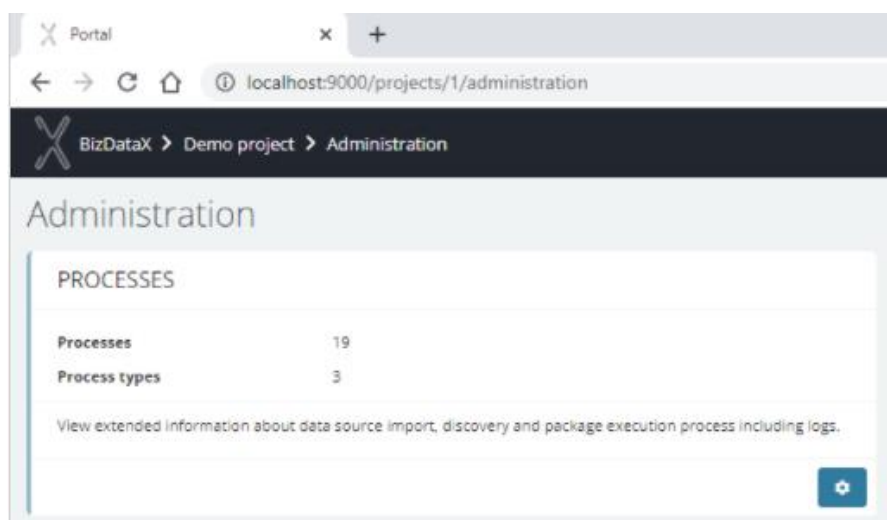 Portal
localhost:9000/projects/1/administration
BizDataX > Demo project > Administration
Administration
PROCESSES
Processes 19
Process types 3
View extended information about data source import, discovery and package execution process including logs.